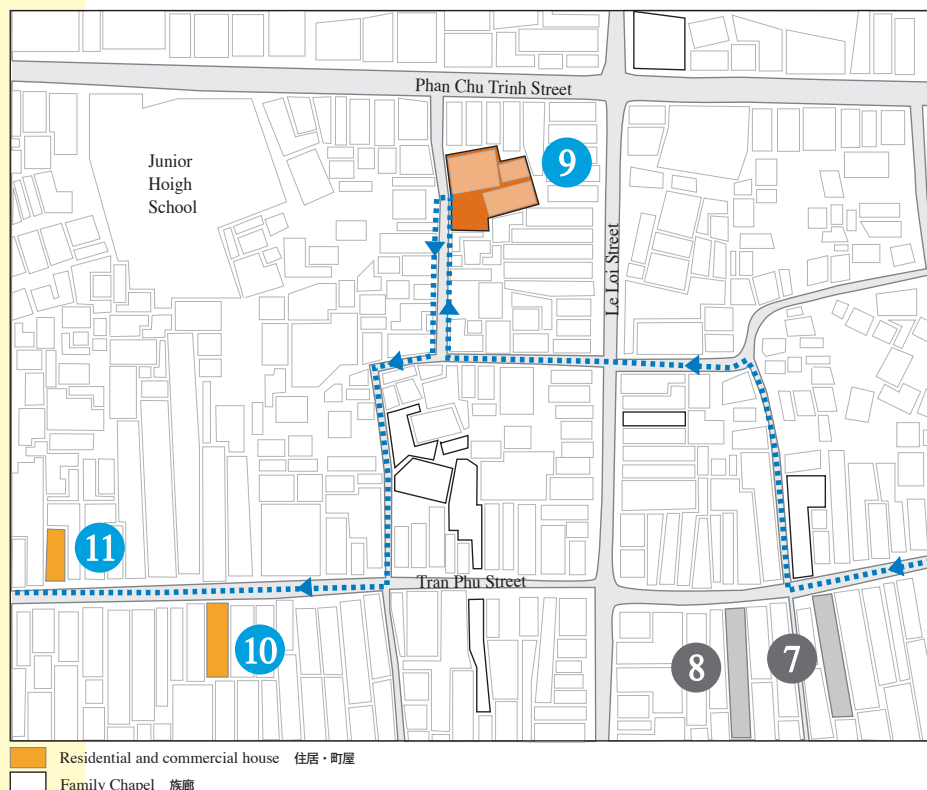 Phan Chu Trinh Street
Junior
Hoigh
School
9
Le Loi Street
11
Tran Phu Street
10
8
7
Residential and commercial house 住居・町屋
Family Chapel 族廟